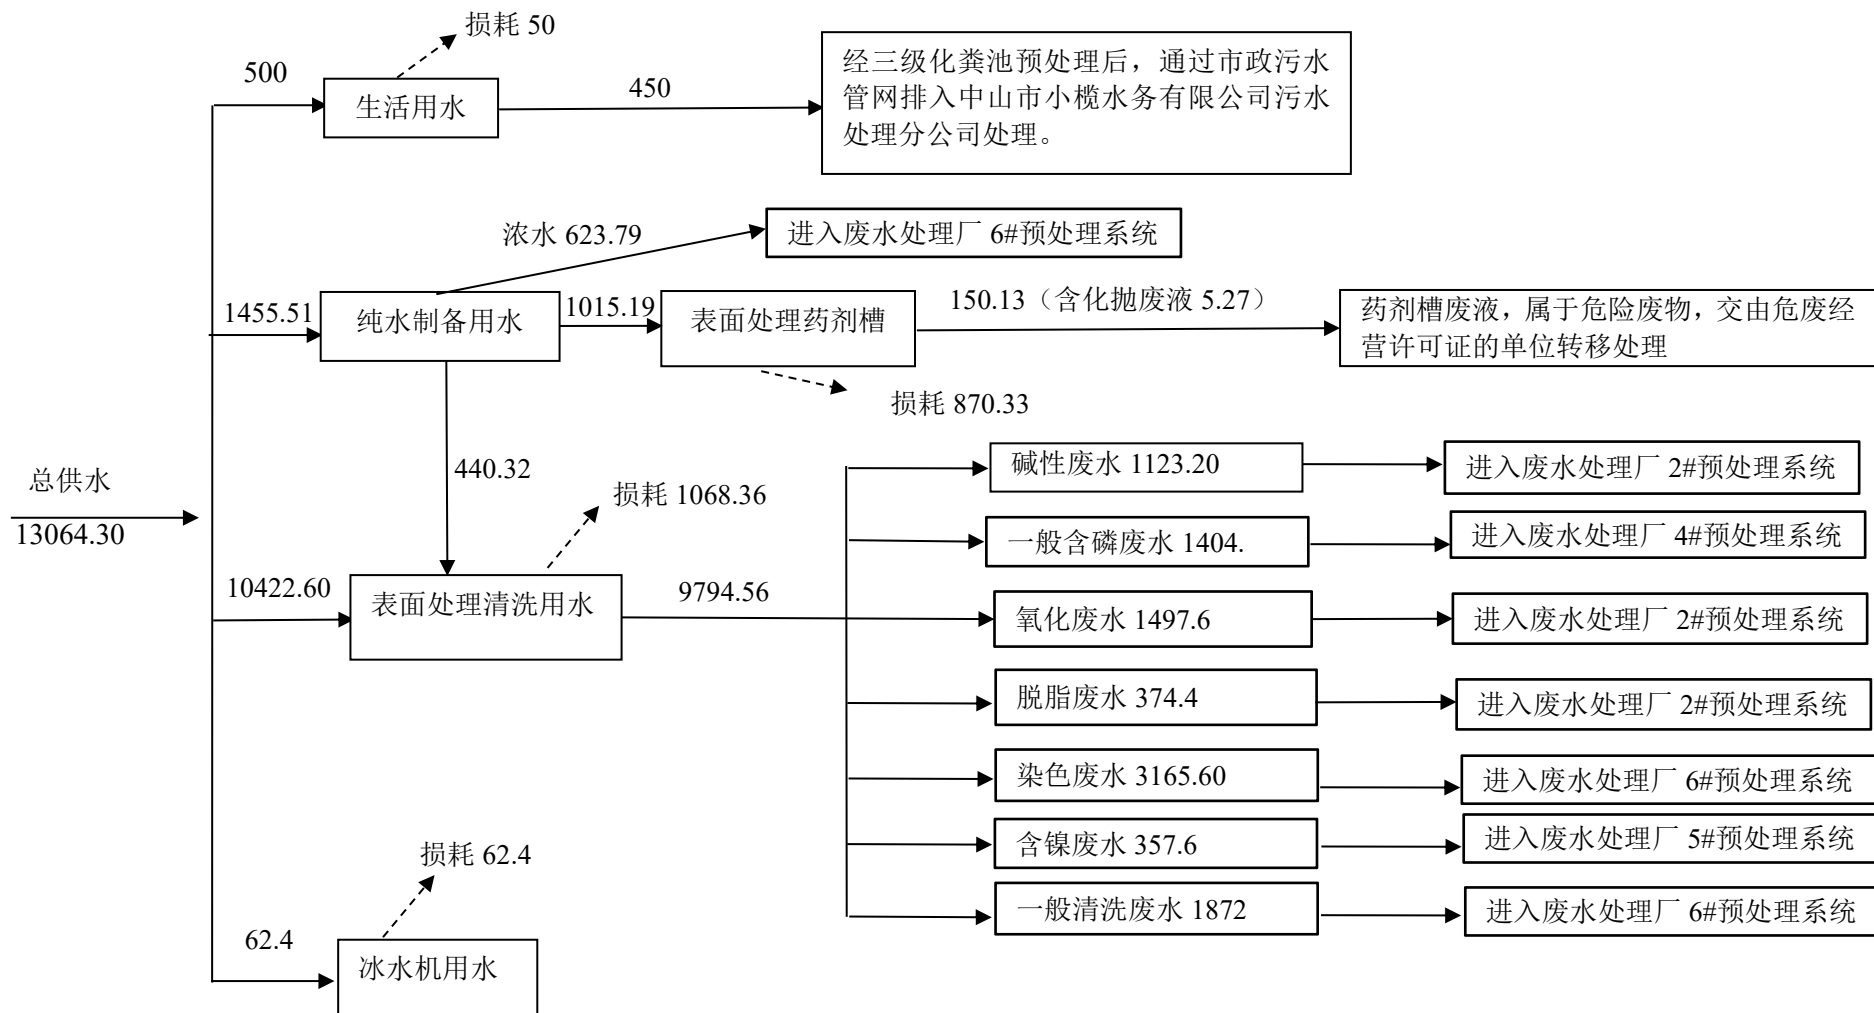 损耗 50
500
生活用水
450
经三级化粪池预处理后，通过市政污水
管网排入中山市小榄水务有限公司污水
处理分公司处理。
浓水 623.79
进入废水处理厂 6#预处理系统
1455.51
纯水制备用水
1015.19
表面处理药剂槽
150.13（含化抛废液 5.27）
药剂槽废液，属于危险废物，交由危废经
营许可证的单位转移处理
损耗 870.33
440.32
总供水
13064.30
损耗 1068.36
10422.60
表面处理清洗用水
9794.56
碱性废水 1123.20
进入废水处理厂 2#预处理系统
一般含磷废水 1404.
进入废水处理厂 4#预处理系统
氧化废水 1497.6
进入废水处理厂 2#预处理系统
脱脂废水 374.4
进入废水处理厂 2#预处理系统
染色废水 3165.60
进入废水处理厂 6#预处理系统
含镍废水 357.6
进入废水处理厂 5#预处理系统
一般清洗废水 1872
进入废水处理厂 6#预处理系统
损耗 62.4
62.4
冰水机用水